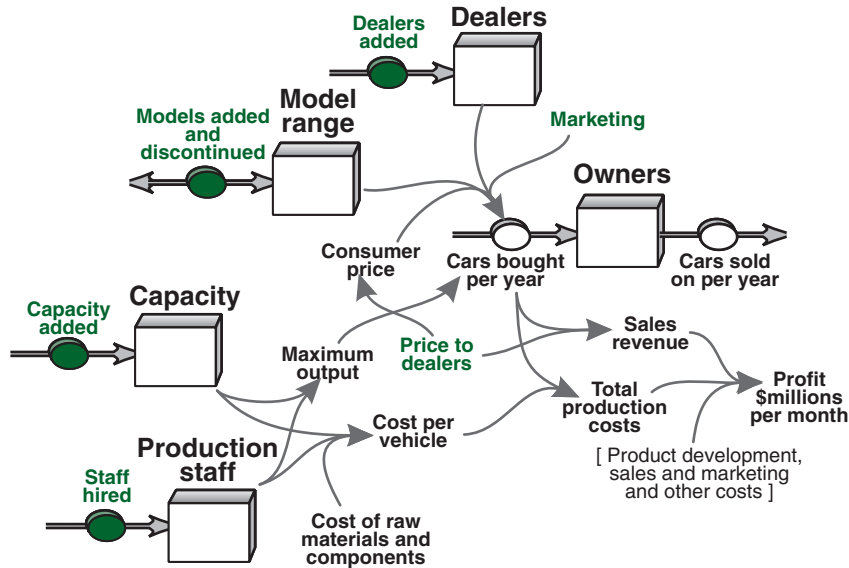 Dealers
Dealers
added
Model
range
Models added
and
discontinued
Marketing
Owners
Consumer
price
Cars bought
per year
Cars sold
on per year
Capacity
Capacity
added
Maximum
output
Price to
dealers
Sales
revenue
Total
production
costs
Profit
$millions
per month
Cost per
vehicle
Production
staff
Staff
hired
[ Product development,
sales and marketing
and other costs ]
Cost of raw
materials and
components